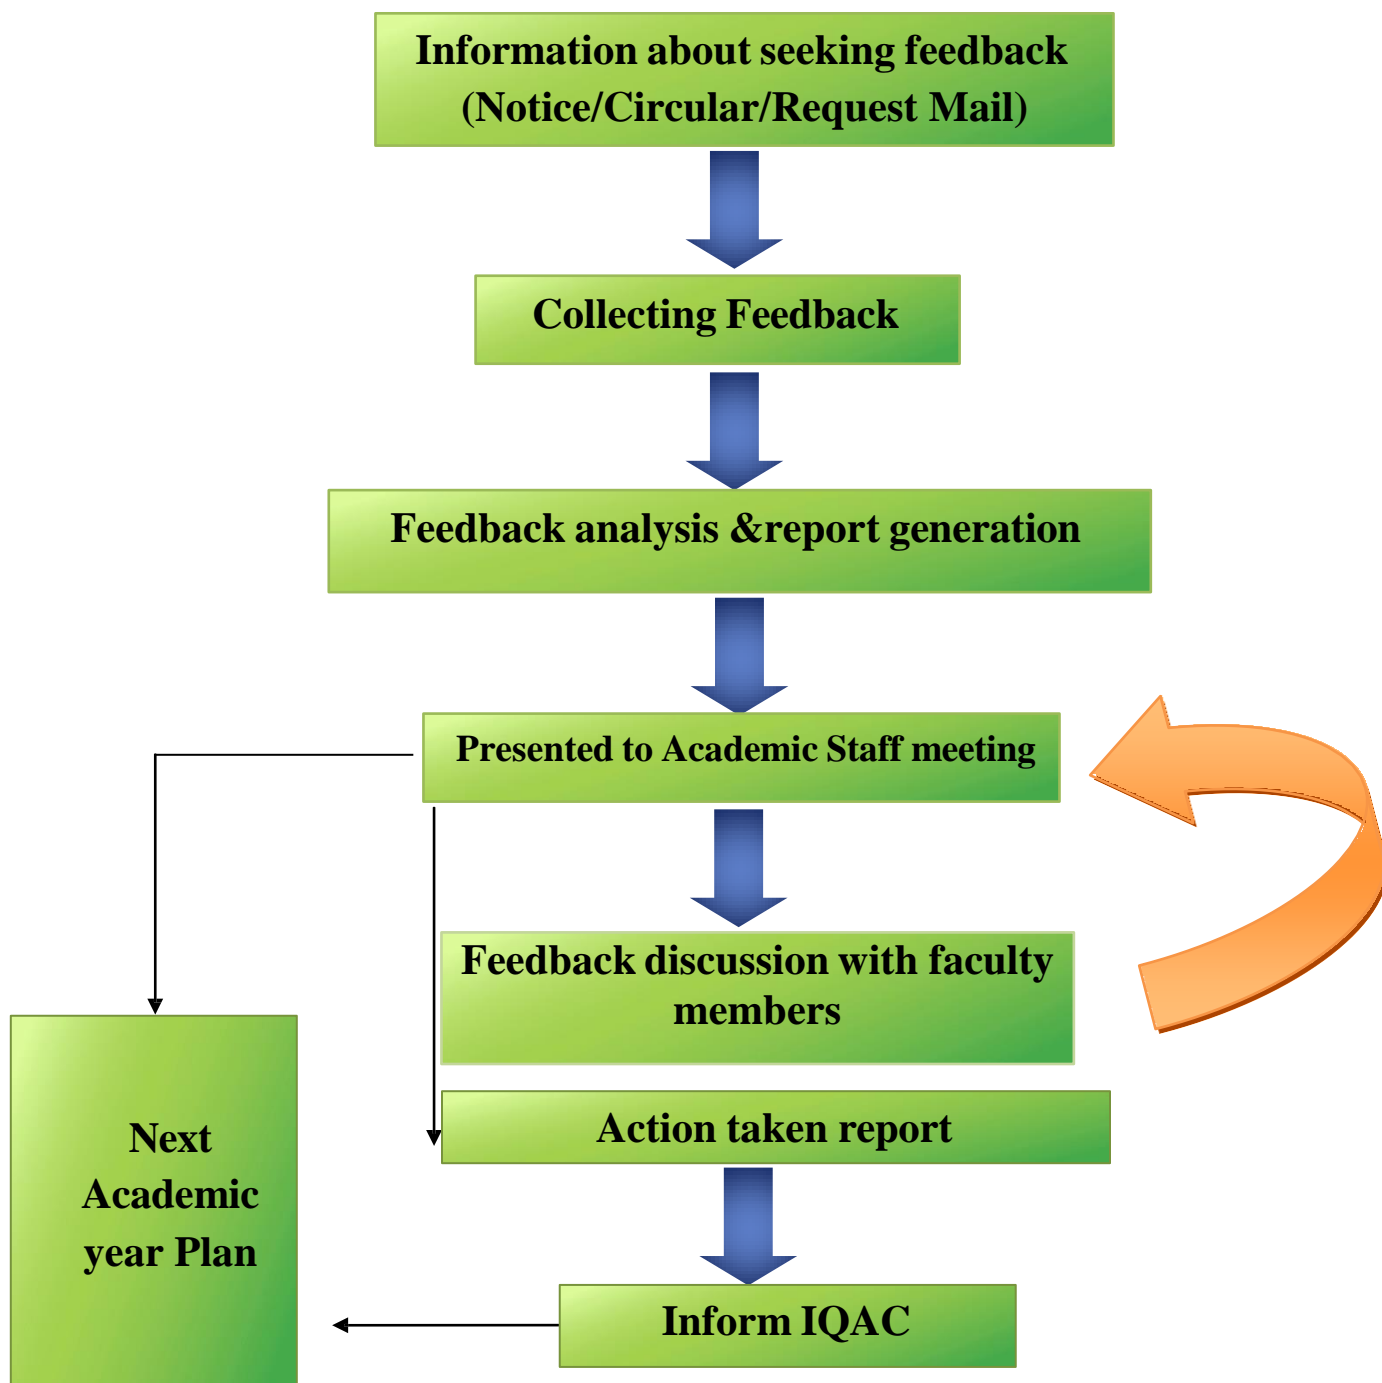 Information about seeking feedback
(Notice/Circular/Request Mail)
Collecting Feedback
Feedback analysis &report generation
Presented to Academic Staff meeting
Feedback discussion with faculty
members
Action taken report
Next
Academic
year Plan
Inform IQAC